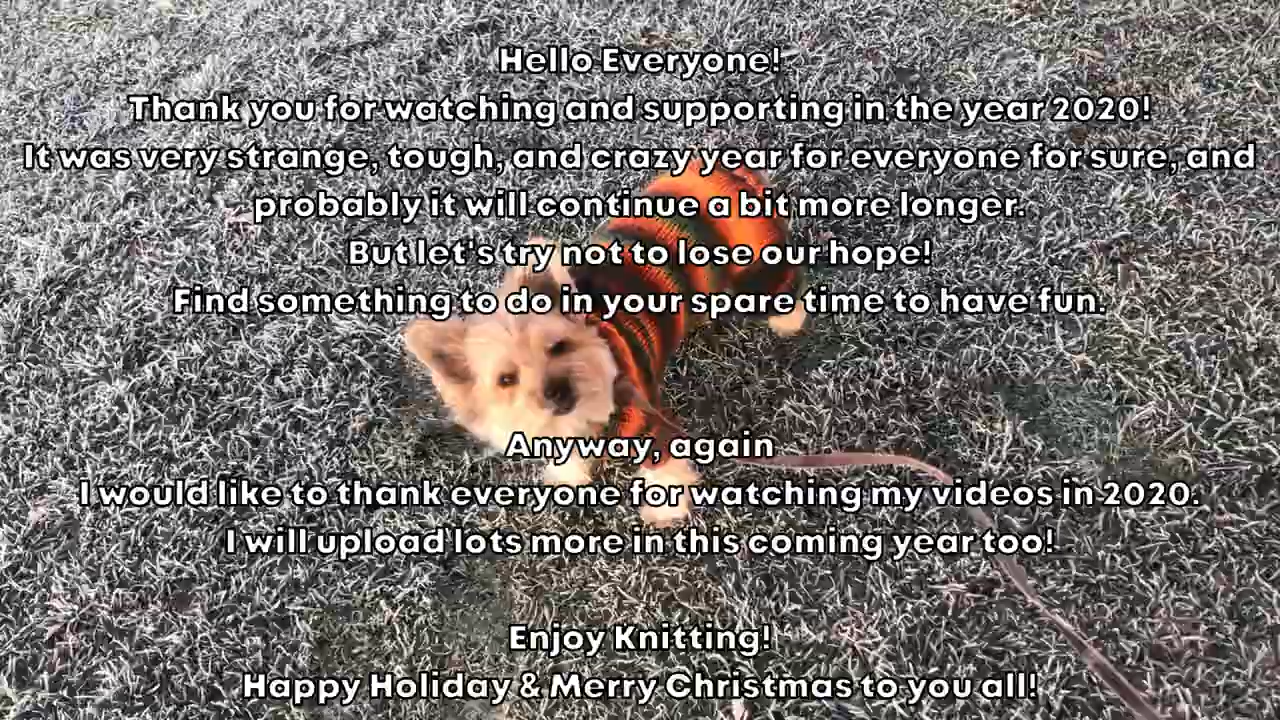 Hello Everyone!
Thank you for watching and supporting in the year 2020!
It was very strange, tough, and crazy year for everyone for sure, and
probably it will continue a bit more longer.
But let's try not to lose our hope!
Find something to do in your spare time to have fun.
Anyway, again
I would like to thank everyone for watching my videos in 2020.
I will upload lots more in this coming year too!
Enjoy Knitting!
Happy Holiday & Merry Christmas to you all!